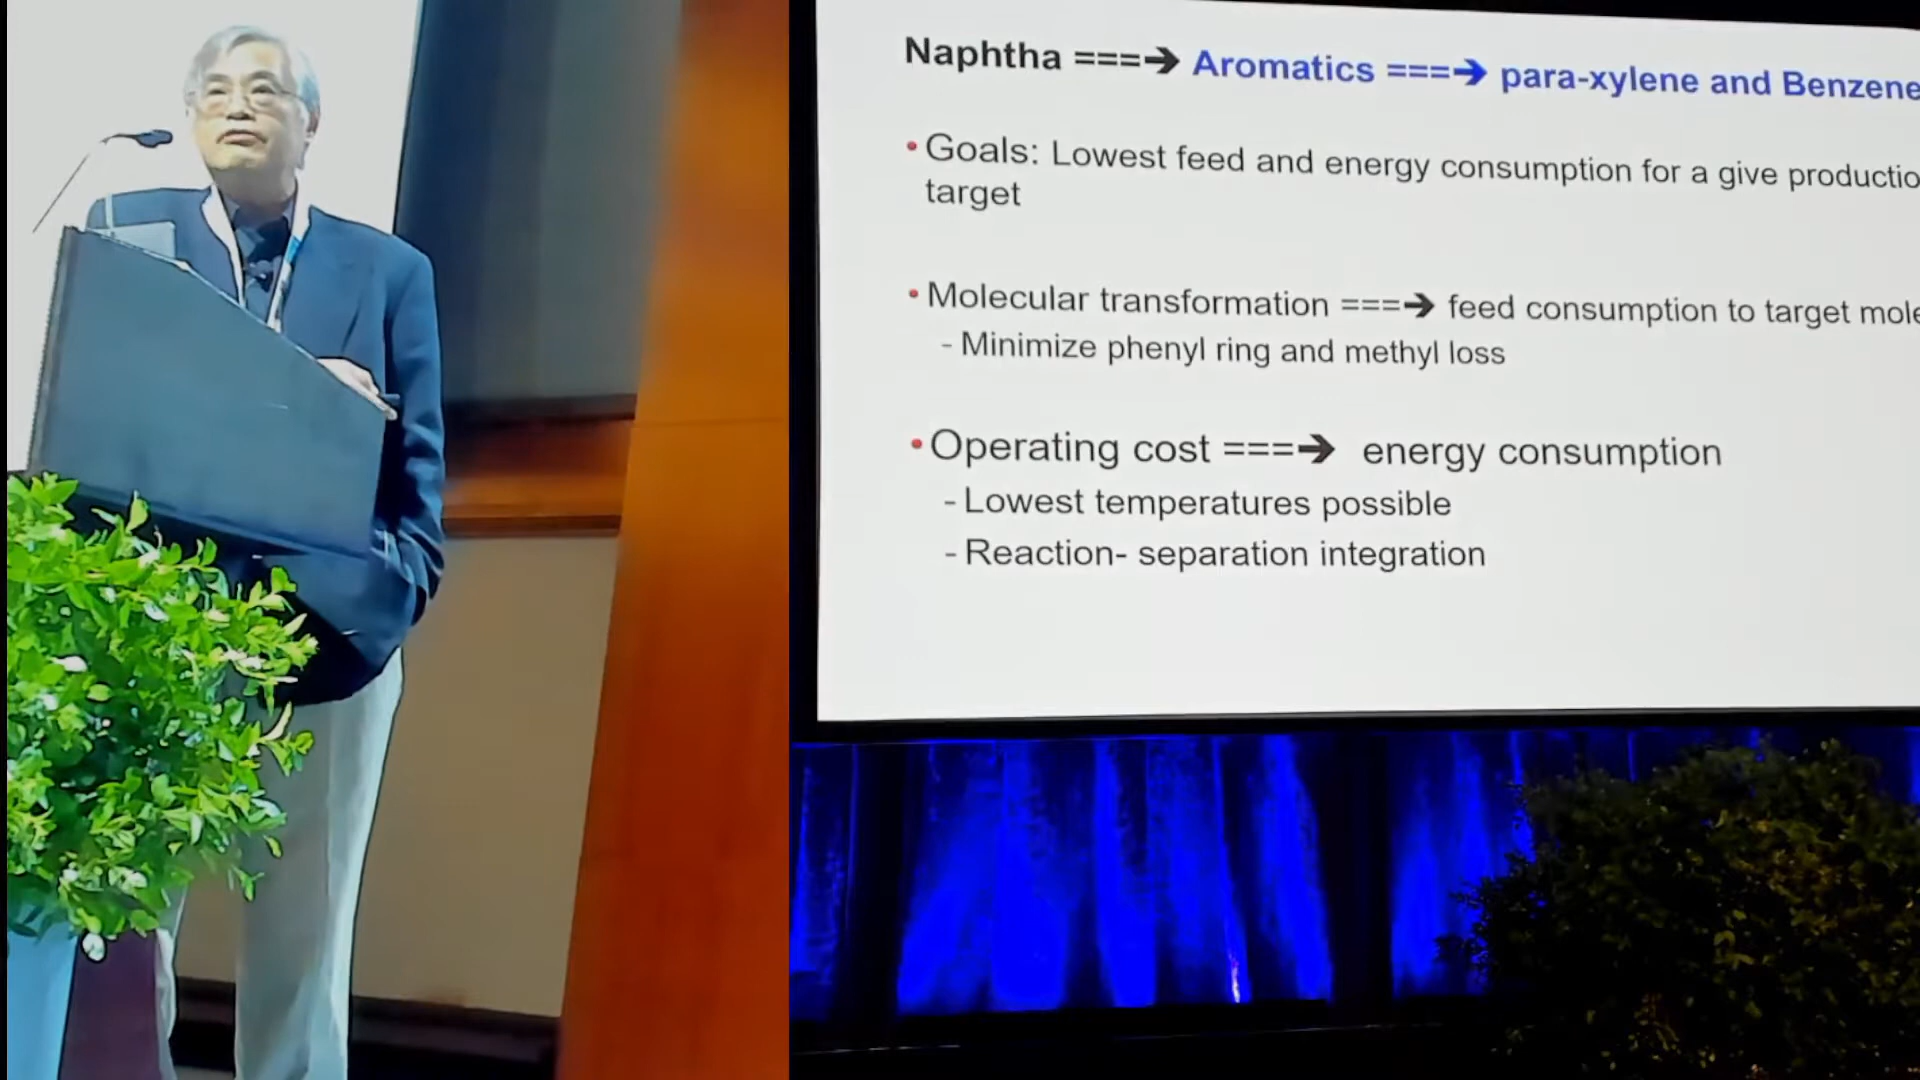 Naphtha ===➔ Aromatics ===➔ para-xylene and Benzene
• Goals: Lowest feed and energy consumption for a give productio
target
• Molecular transformation ===➔ feed consumption to target mole
- Minimize phenyl ring and methyl loss
• Operating cost ===➔ energy consumption
- Lowest temperatures possible
- Reaction- separation integration